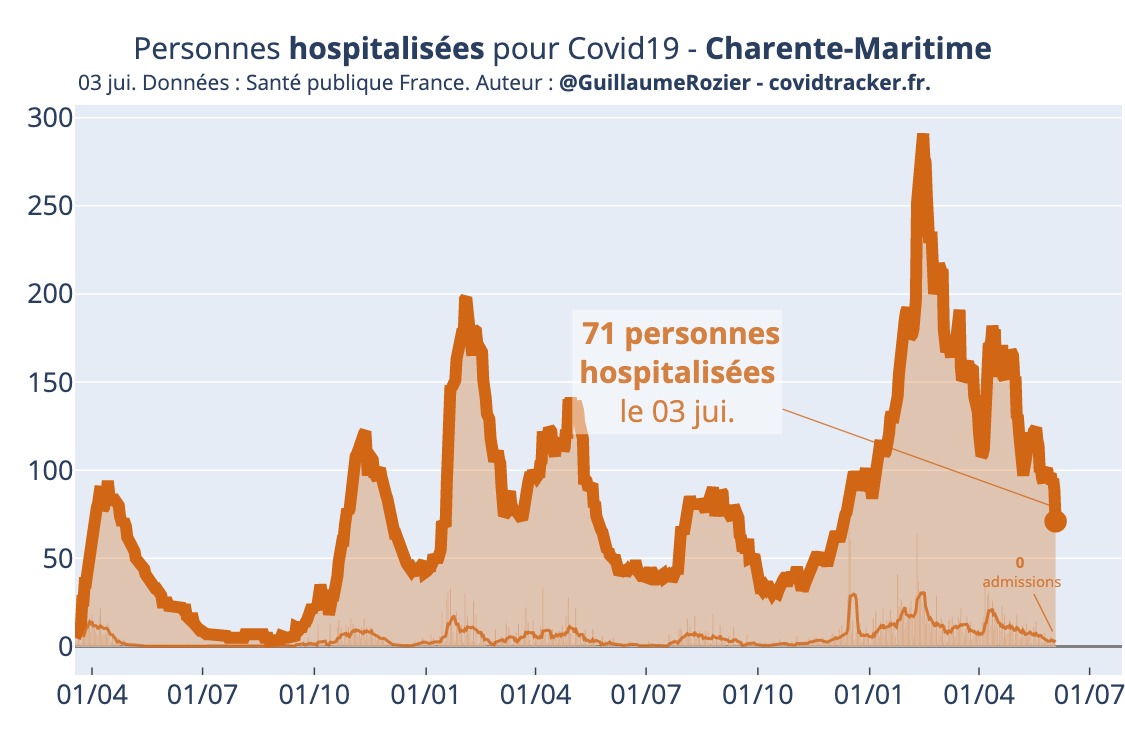 Personnes hospitalisées pour Covid19 - Charente-Maritime
03 jui. Données : Santé publique France. Auteur : @GuillaumeRozier - covidtracker.fr.
300
250
200
150
100
50
0
71 personnes
hospitalisées
le 03 jui.
0
admissions
01/04 01/07 01/10 01/01 01/04 01/07 01/10 01/01 01/04 01/07